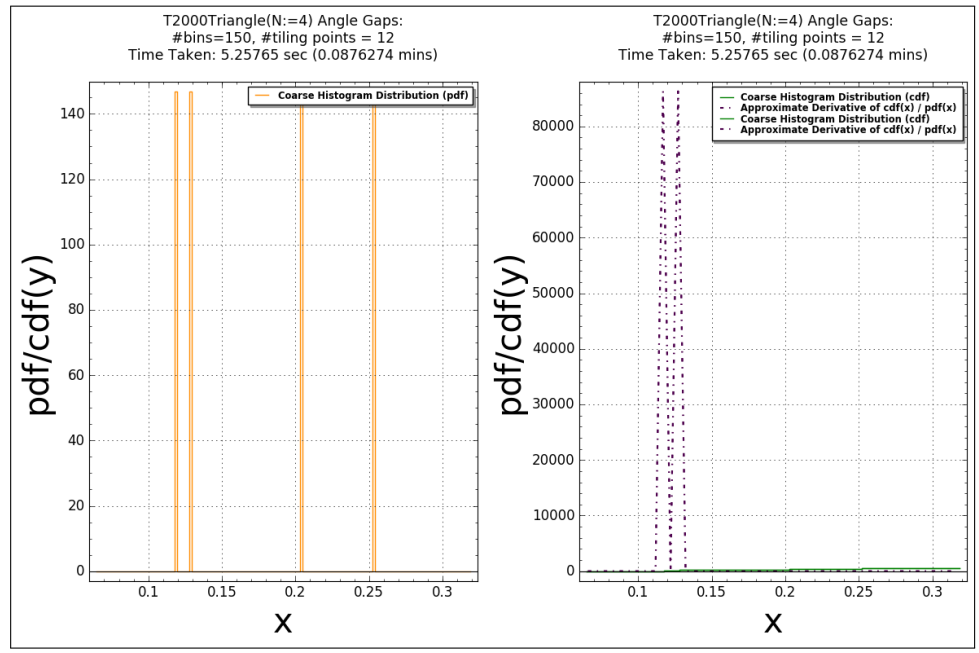 T2000Triangle(N:=4) Angle Gaps:
#bins=150, #tiling points = 12
Time Taken: 5.25765 sec (0.0876274 mins)
Coarse Histogram Distribution (pdf)
140
120
100
80
60
40
20
0
pdf/cdf(y)
0.1 0.15 0.2 0.25 0.3
x
T2000Triangle(N:=4) Angle Gaps:
#bins=150, #tiling points = 12
Time Taken: 5.25765 sec (0.0876274 mins)
Coarse Histogram Distribution (cdf)
Approximate Derivative of cdf(x) / pdf(x)
Coarse Histogram Distribution (cdf)
Approximate Derivative of cdf(x) / pdf(x)
80000
70000
60000
50000
40000
30000
20000
10000
0
pdf/cdf(y)
0.1 0.15 0.2 0.25 0.3
x